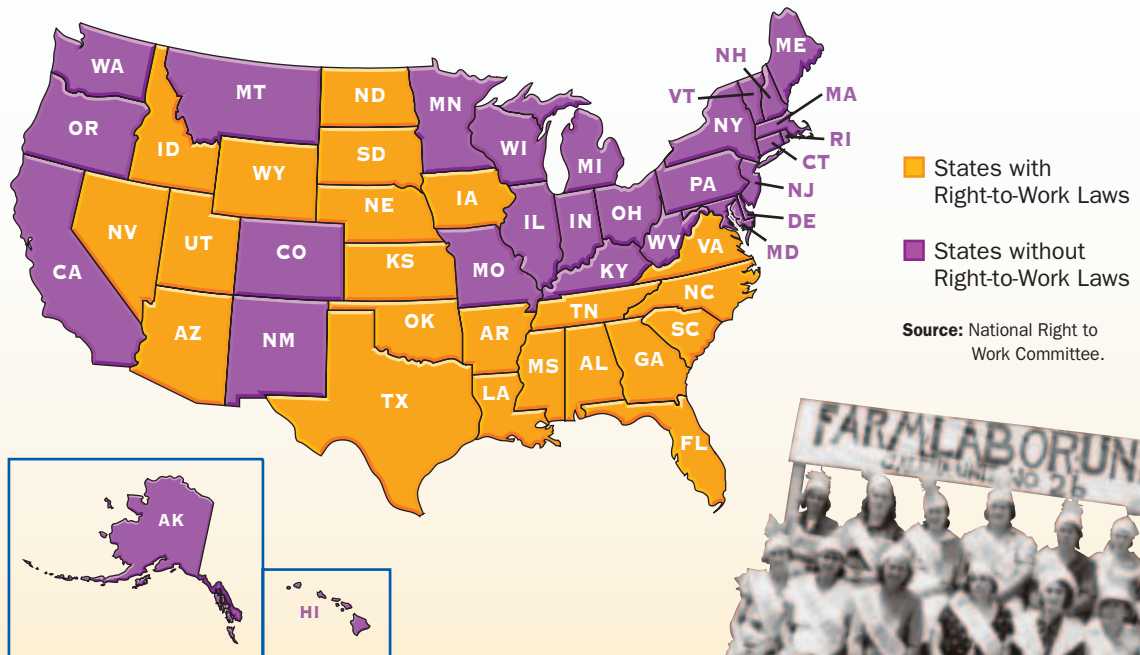 WA
OR
CA
ID
NV
MT
WY
UT
AZ
CO
NM
ND
SD
NE
KS
OK
TX
MN
IA
MO
AR
LA
WI
IL
MI
IN
OH
KY
TN
MS
AL
GA
FL
SC
NC
VA
WV
PA
NY
VT
NH
ME
MA
RI
CT
NJ
DE
MD
AK
HI
States with
Right-to-Work Laws
States without
Right-to-Work Laws
Source: National Right to
Work Committee.
FARM LABOR UN
NO 26